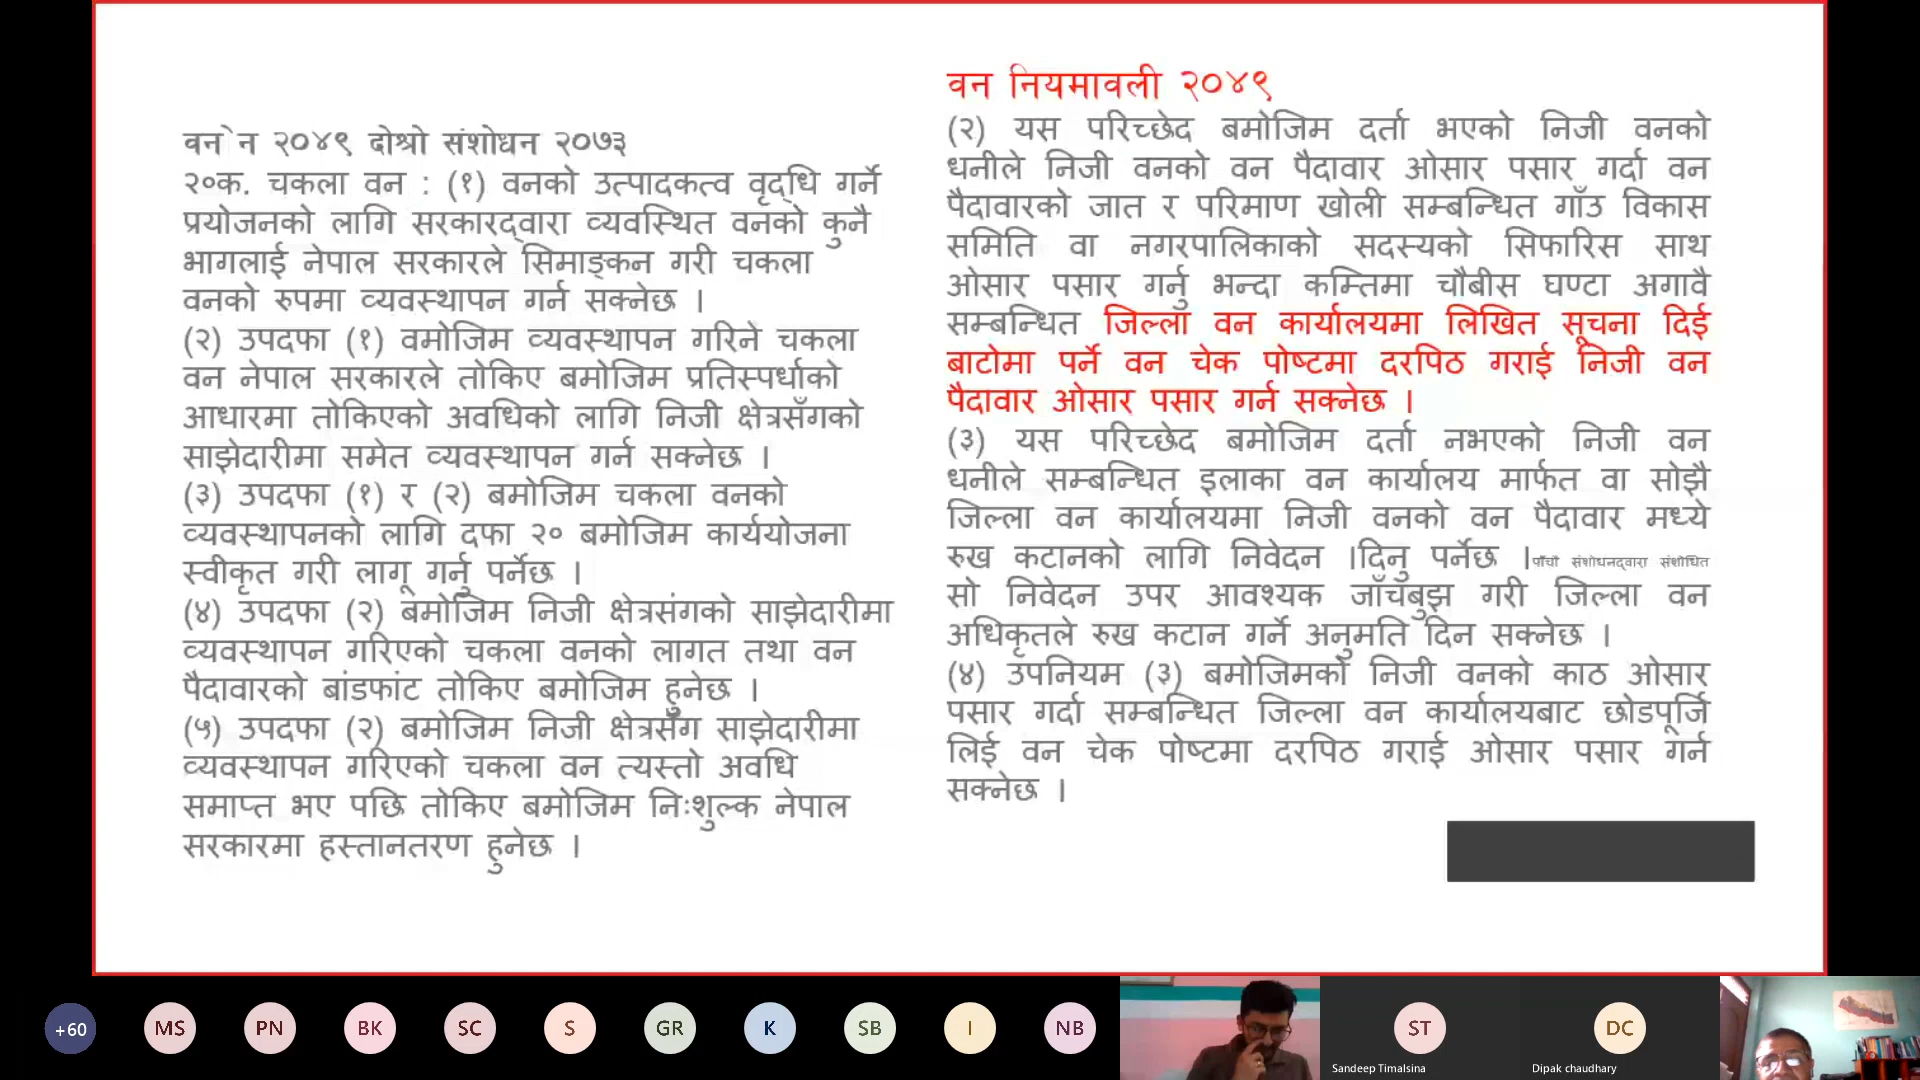 वन ेन २०४९ दोश्रो संशोधन २०७३
२०क. चकला वन : (१) वनको उत्पादकत्व वृद्धि गर्ने
प्रयोजनको लागि सरकारद्वारा व्यवस्थित वनको कुनै
भागलाई नेपाल सरकारले सिमाङ्कन गरी चकला
वनको रुपमा व्यवस्थापन गर्न सक्नेछ ।
(२) उपदफा (१) वमोजिम व्यवस्थापन गरिने चकला
वन नेपाल सरकारले तोकिए बमोजिम प्रतिस्पर्धाको
आधारमा तोकिएको अवधिको लागि निजी क्षेत्रसँगको
साझेदारीमा समेत व्यवस्थापन गर्न सक्नेछ ।
(३) उपदफा (१) र (२) बमोजिम चकला वनको
व्यवस्थापनको लागि दफा २० बमोजिम कार्ययोजना
स्वीकृत गरी लागू गर्नु पर्नेछ ।
(४) उपदफा (२) बमोजिम निजी क्षेत्रसंगको साझेदारीमा
व्यवस्थापन गरिएको चकला वनको लागत तथा वन
पैदावारको बांडफांट तोकिए बमोजिम हुनेछ ।
(५) उपदफा (२) बमोजिम निजी क्षेत्रसँग साझेदारीमा
व्यवस्थापन गरिएको चकला वन त्यस्तो अवधि
समाप्त भए पछि तोकिए बमोजिम निःशुल्क नेपाल
सरकारमा हस्तानतरण हुनेछ ।
वन नियमावली २०४९
(२) यस परिच्छेद बमोजिम दर्ता भएको निजी वनको
धनीले निजी वनको वन पैदावार ओसार पसार गर्दा वन
पैदावारको जात र परिमाण खोली सम्बन्धित गाँउ विकास
समिति वा नगरपालिकाको सदस्यको सिफारिस साथ
ओसार पसार गर्नु भन्दा कम्तिमा चौबीस घण्टा अगावै
सम्बन्धित जिल्ला वन कार्यालयमा लिखित सूचना दिई
बाटोमा पर्ने वन चेक पोष्टमा दरपिठ गराई निजी वन
पैदावार ओसार पसार गर्न सक्नेछ ।
(३) यस परिच्छेद बमोजिम दर्ता नभएको निजी वन
धनीले सम्बन्धित इलाका वन कार्यालय मार्फत वा सोझै
जिल्ला वन कार्यालयमा निजी वनको वन पैदावार मध्ये
रुख कटानको लागि निवेदन ।दिनु पर्नेछ ।पाँचौ संशोधनद्वारा संशोधित
सो निवेदन उपर आवश्यक जाँचबुझ गरी जिल्ला वन
अधिकृतले रुख कटान गर्ने अनुमति दिन सक्नेछ ।
(४) उपनियम (३) बमोजिमको निजी वनको काठ ओसार
पसार गर्दा सम्बन्धित जिल्ला वन कार्यालयबाट छोडपूर्जि
लिई वन चेक पोष्टमा दरपिठ गराई ओसार पसार गर्न
सक्नेछ ।
+60 MS PN BK SC S GR K SB I NB ST DC
Sandeep Timalsina Dipak chaudhary